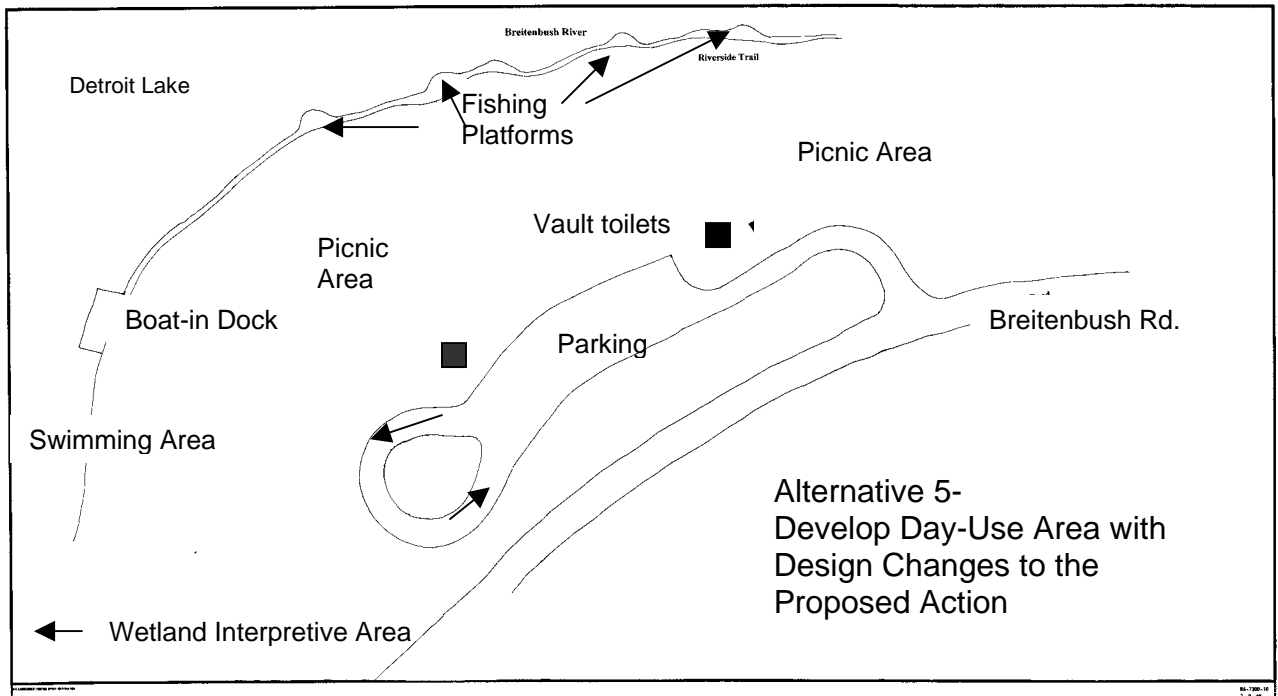 Breitenbush River
Riverside Trail
Detroit Lake
Fishing
Platforms
Picnic Area
Vault toilets
Picnic
Area
Boat-in Dock
Parking
Breitenbush Rd.
Swimming Area
Alternative 5-
Develop Day-Use Area with
Design Changes to the
Proposed Action
Wetland Interpretive Area